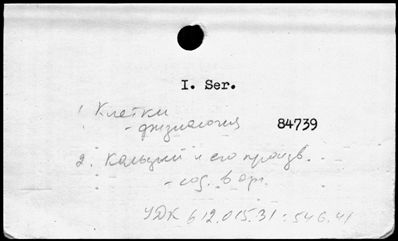 I. Ser.
1. Клетки
- физиология
84739
2. Кальций и его произв.
- сод. в орг.
УДК 612.015.31:546.41